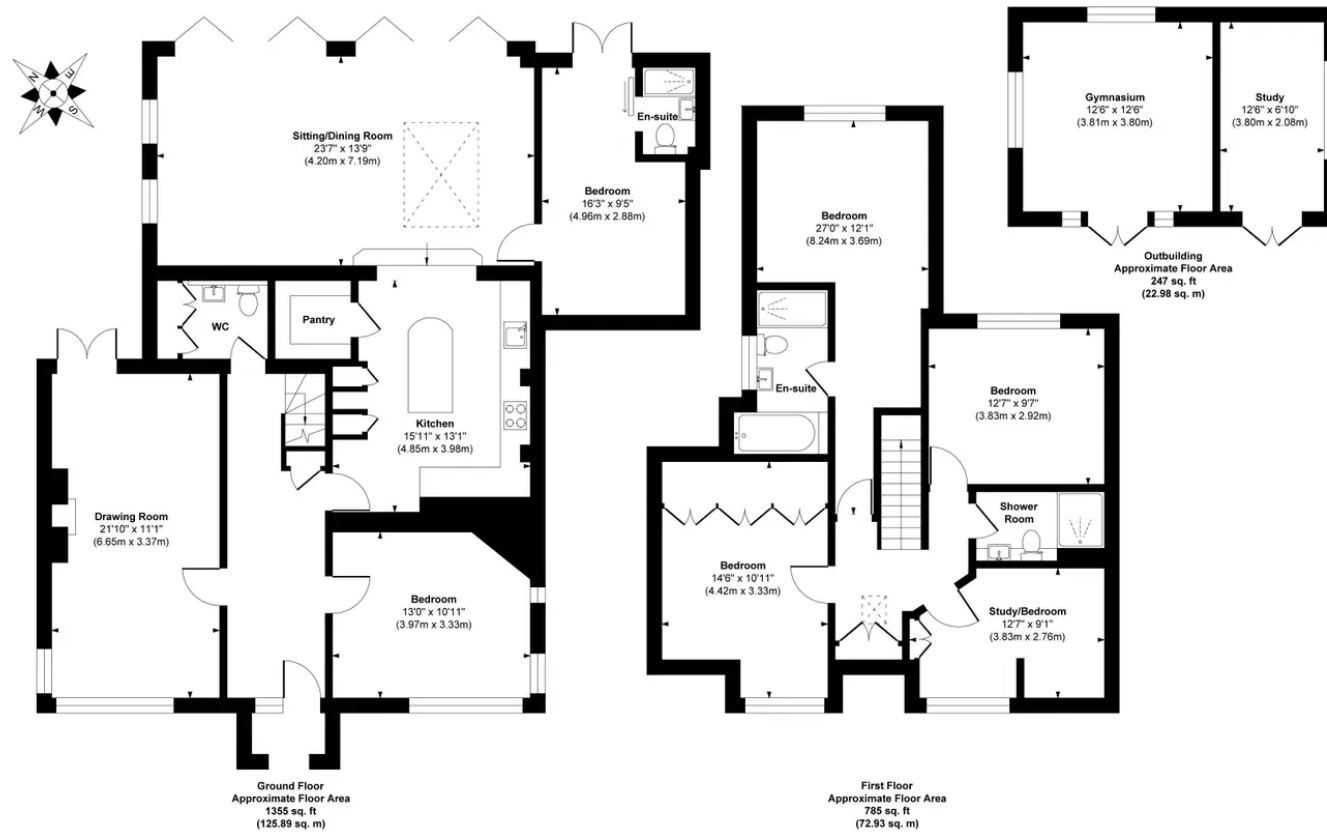 N
E
S
W
Sitting/Dining Room
23'7" x 13'9"
(4.20m x 7.19m)
En-suite
Bedroom
16'3" x 9'5"
(4.96m x 2.88m)
WC
Pantry
Kitchen
15'11" x 13'1"
(4.85m x 3.98m)
Drawing Room
21'10" x 11'1"
(6.65m x 3.37m)
Bedroom
13'0" x 10'11"
(3.97m x 3.33m)
Ground Floor
Approximate Floor Area
1355 sq. ft
(125.89 sq. m)
Bedroom
27'0" x 12'1"
(8.24m x 3.69m)
En-suite
Bedroom
12'7" x 9'7"
(3.83m x 2.92m)
Shower
Room
Bedroom
14'6" x 10'11"
(4.42m x 3.33m)
Study/Bedroom
12'7" x 9'1"
(3.83m x 2.76m)
First Floor
Approximate Floor Area
785 sq. ft
(72.93 sq. m)
Gymnasium
12'6" x 12'6"
(3.81m x 3.80m)
Study
12'6" x 6'10"
(3.80m x 2.08m)
Outbuilding
Approximate Floor Area
247 sq. ft
(22.98 sq. m)